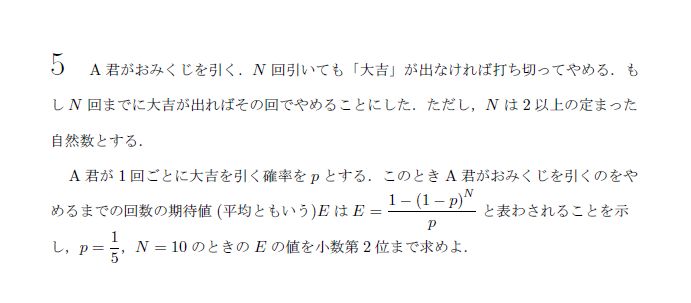 5 A 君がおみくじを引く．N 回引いても「大吉」が出なければ打ち切ってやめる．も
し N 回までに大吉が出ればその回でやめることにした．ただし，N は 2 以上の定まった
自然数とする．
A 君が 1 回ごとに大吉を引く確率を p とする．このとき A 君がおみくじを引くのをや
めるまでの回数の期待値 (平均ともいう)E は E = \frac{1-(1-p)^N}{p} と表わされることを示
し，p = \frac{1}{5}，N = 10 のときの E の値を小数第 2 位まで求めよ．